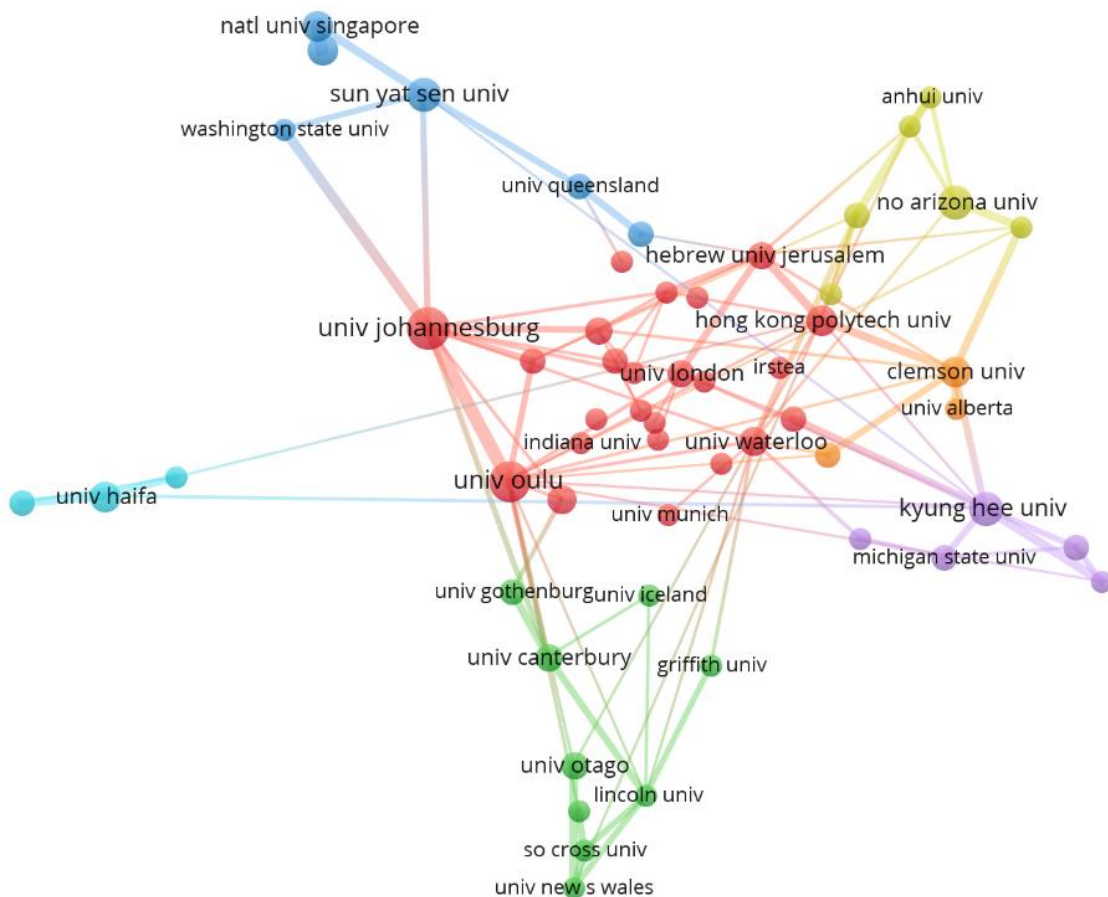 natl univ singapore
sun yat sen univ
anhui univ
washington state univ
univ queensland
no arizona univ
hebrew univ jerusalem
univ johannesburg
hong kong polytech univ
univ london
irstea
clemson univ
univ alberta
indiana univ
univ waterloo
univ oulu
univ haifa
kyung hee univ
univ munich
michigan state univ
univ gothenburg
univ iceland
univ canterbury
griffith univ
univ otago
lincoln univ
so cross univ
univ new s wales